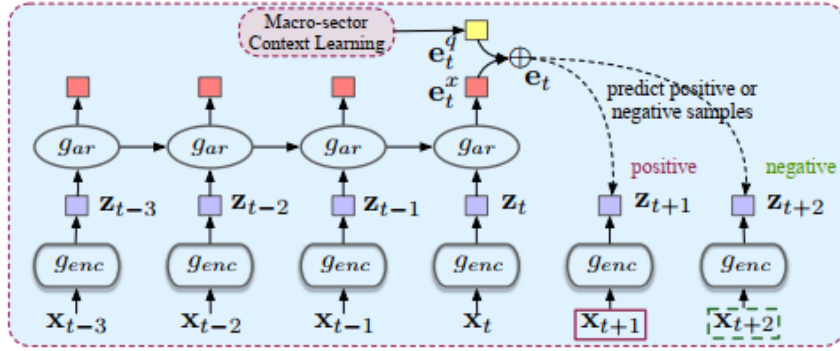 Macro-sector
Context Learning
e_t^q
e_t^x
⊕ e_t
predict positive or
negative samples
g_ar g_ar g_ar g_ar
positive negative
z_{t−3} z_{t−2} z_{t−1} z_t z_{t+1} z_{t+2}
g_enc g_enc g_enc g_enc g_enc g_enc
x_{t−3} x_{t−2} x_{t−1} x_t x_{t+1} x_{t+2}